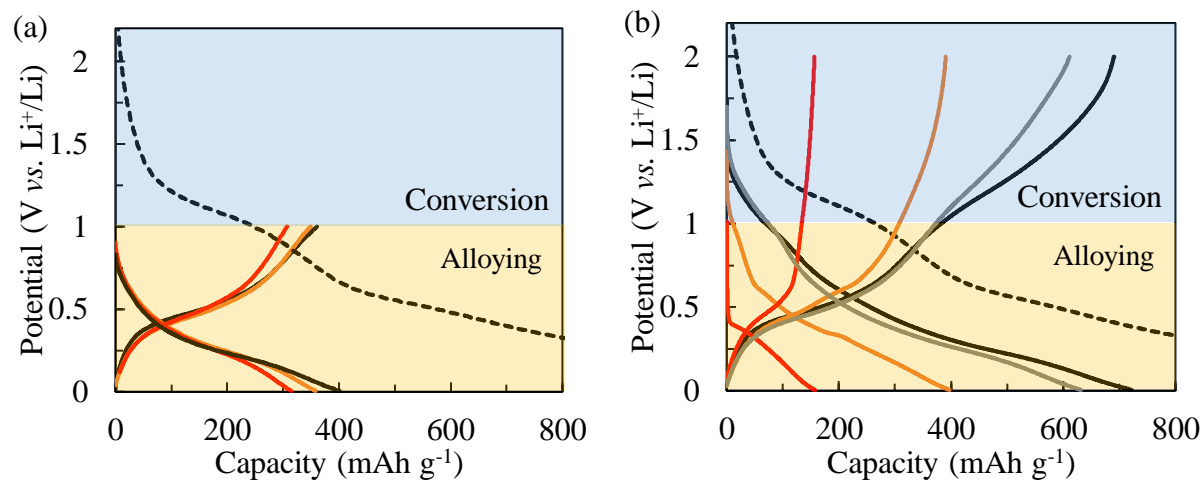 (a)
Potential (V vs. Li⁺/Li)
2
1.5
1
0.5
0
Conversion
Alloying
0 200 400 600 800
Capacity (mAh g⁻¹)
(b)
Potential (V vs. Li⁺/Li)
2
1.5
1
0.5
0
Conversion
Alloying
0 200 400 600 800
Capacity (mAh g⁻¹)